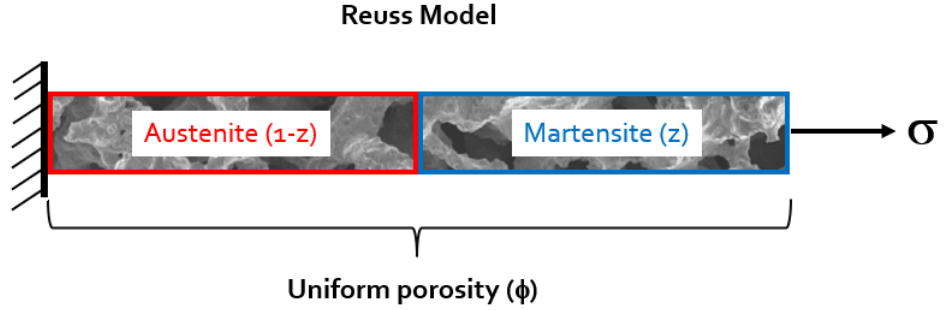 Reuss Model
Austenite (1-z)
Martensite (z)
σ
Uniform porosity (ϕ)